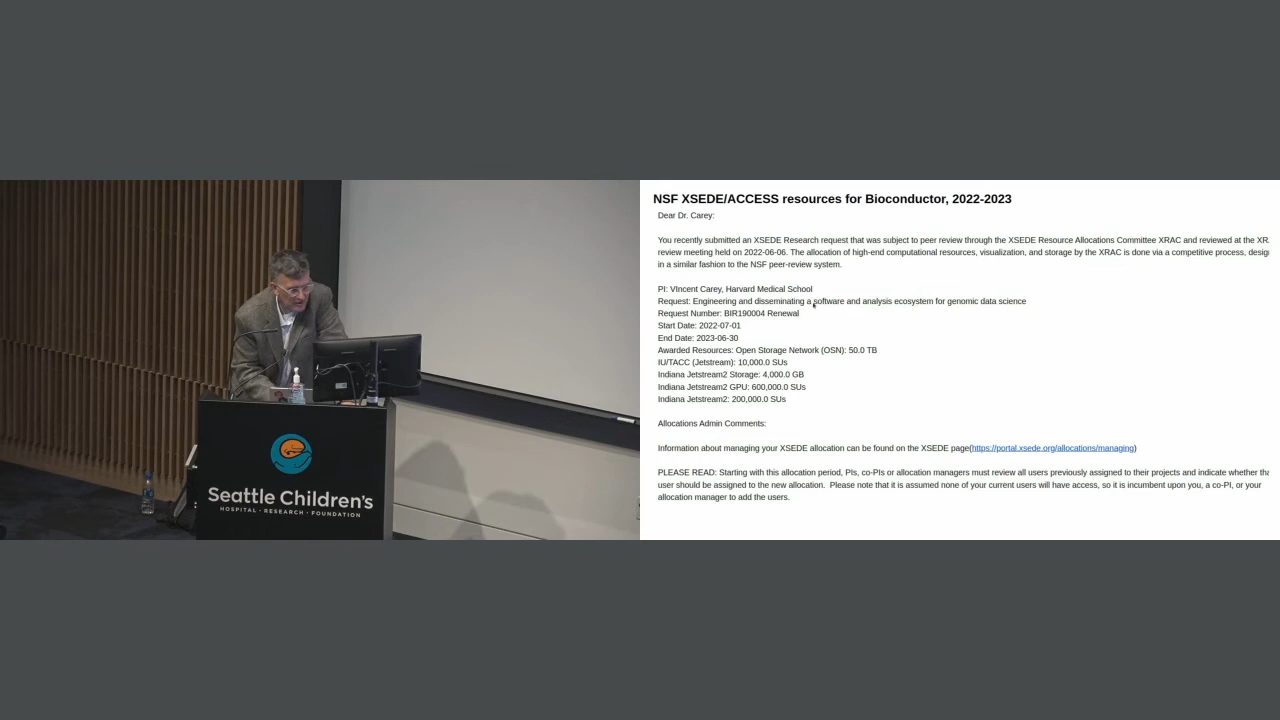 Seattle Children's
HOSPITAL • RESEARCH • FOUNDATION
NSF XSEDE/ACCESS resources for Bioconductor, 2022-2023
Dear Dr. Carey:
You recently submitted an XSEDE Research request that was subject to peer review through the XSEDE Resource Allocations Committee XRAC and reviewed at the XR
review meeting held on 2022-06-06. The allocation of high-end computational resources, visualization, and storage by the XRAC is done via a competitive process, desig
in a similar fashion to the NSF peer-review system.
PI: VIncent Carey, Harvard Medical School
Request: Engineering and disseminating a software and analysis ecosystem for genomic data science
Request Number: BIR190004 Renewal
Start Date: 2022-07-01
End Date: 2023-06-30
Awarded Resources: Open Storage Network (OSN): 50.0 TB
IU/TACC (Jetstream): 10,000.0 SUs
Indiana Jetstream2 Storage: 4,000.0 GB
Indiana Jetstream2 GPU: 600,000.0 SUs
Indiana Jetstream2: 200,000.0 SUs
Allocations Admin Comments:
Information about managing your XSEDE allocation can be found on the XSEDE page(https://portal.xsede.org/allocations/managing)
PLEASE READ: Starting with this allocation period, PIs, co-PIs or allocation managers must review all users previously assigned to their projects and indicate whether the
user should be assigned to the new allocation.  Please note that it is assumed none of your current users will have access, so it is incumbent upon you, a co-PI, or your
allocation manager to add the users.